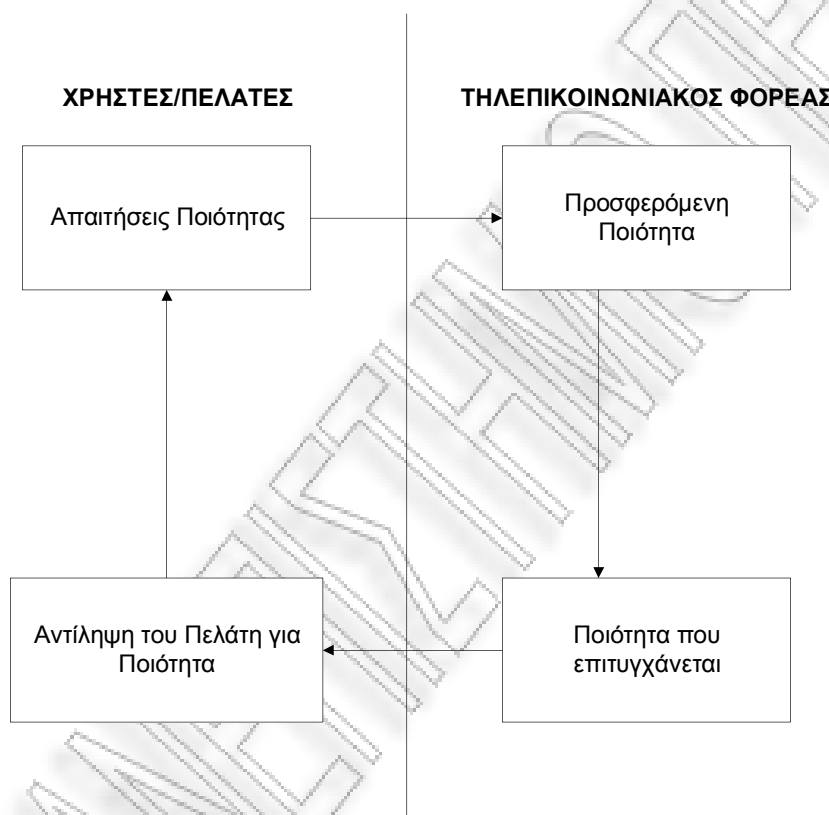 ΧΡΗΣΤΕΣ/ΠΕΛΑΤΕΣ
ΤΗΛΕΠΙΚΟΙΝΩΝΙΑΚΟΣ ΦΟΡΕΑΣ
Απαιτήσεις Ποιότητας
Προσφερόμενη
Ποιότητα
Αντίληψη του Πελάτη για
Ποιότητα
Ποιότητα που
επιτυγχάνεται